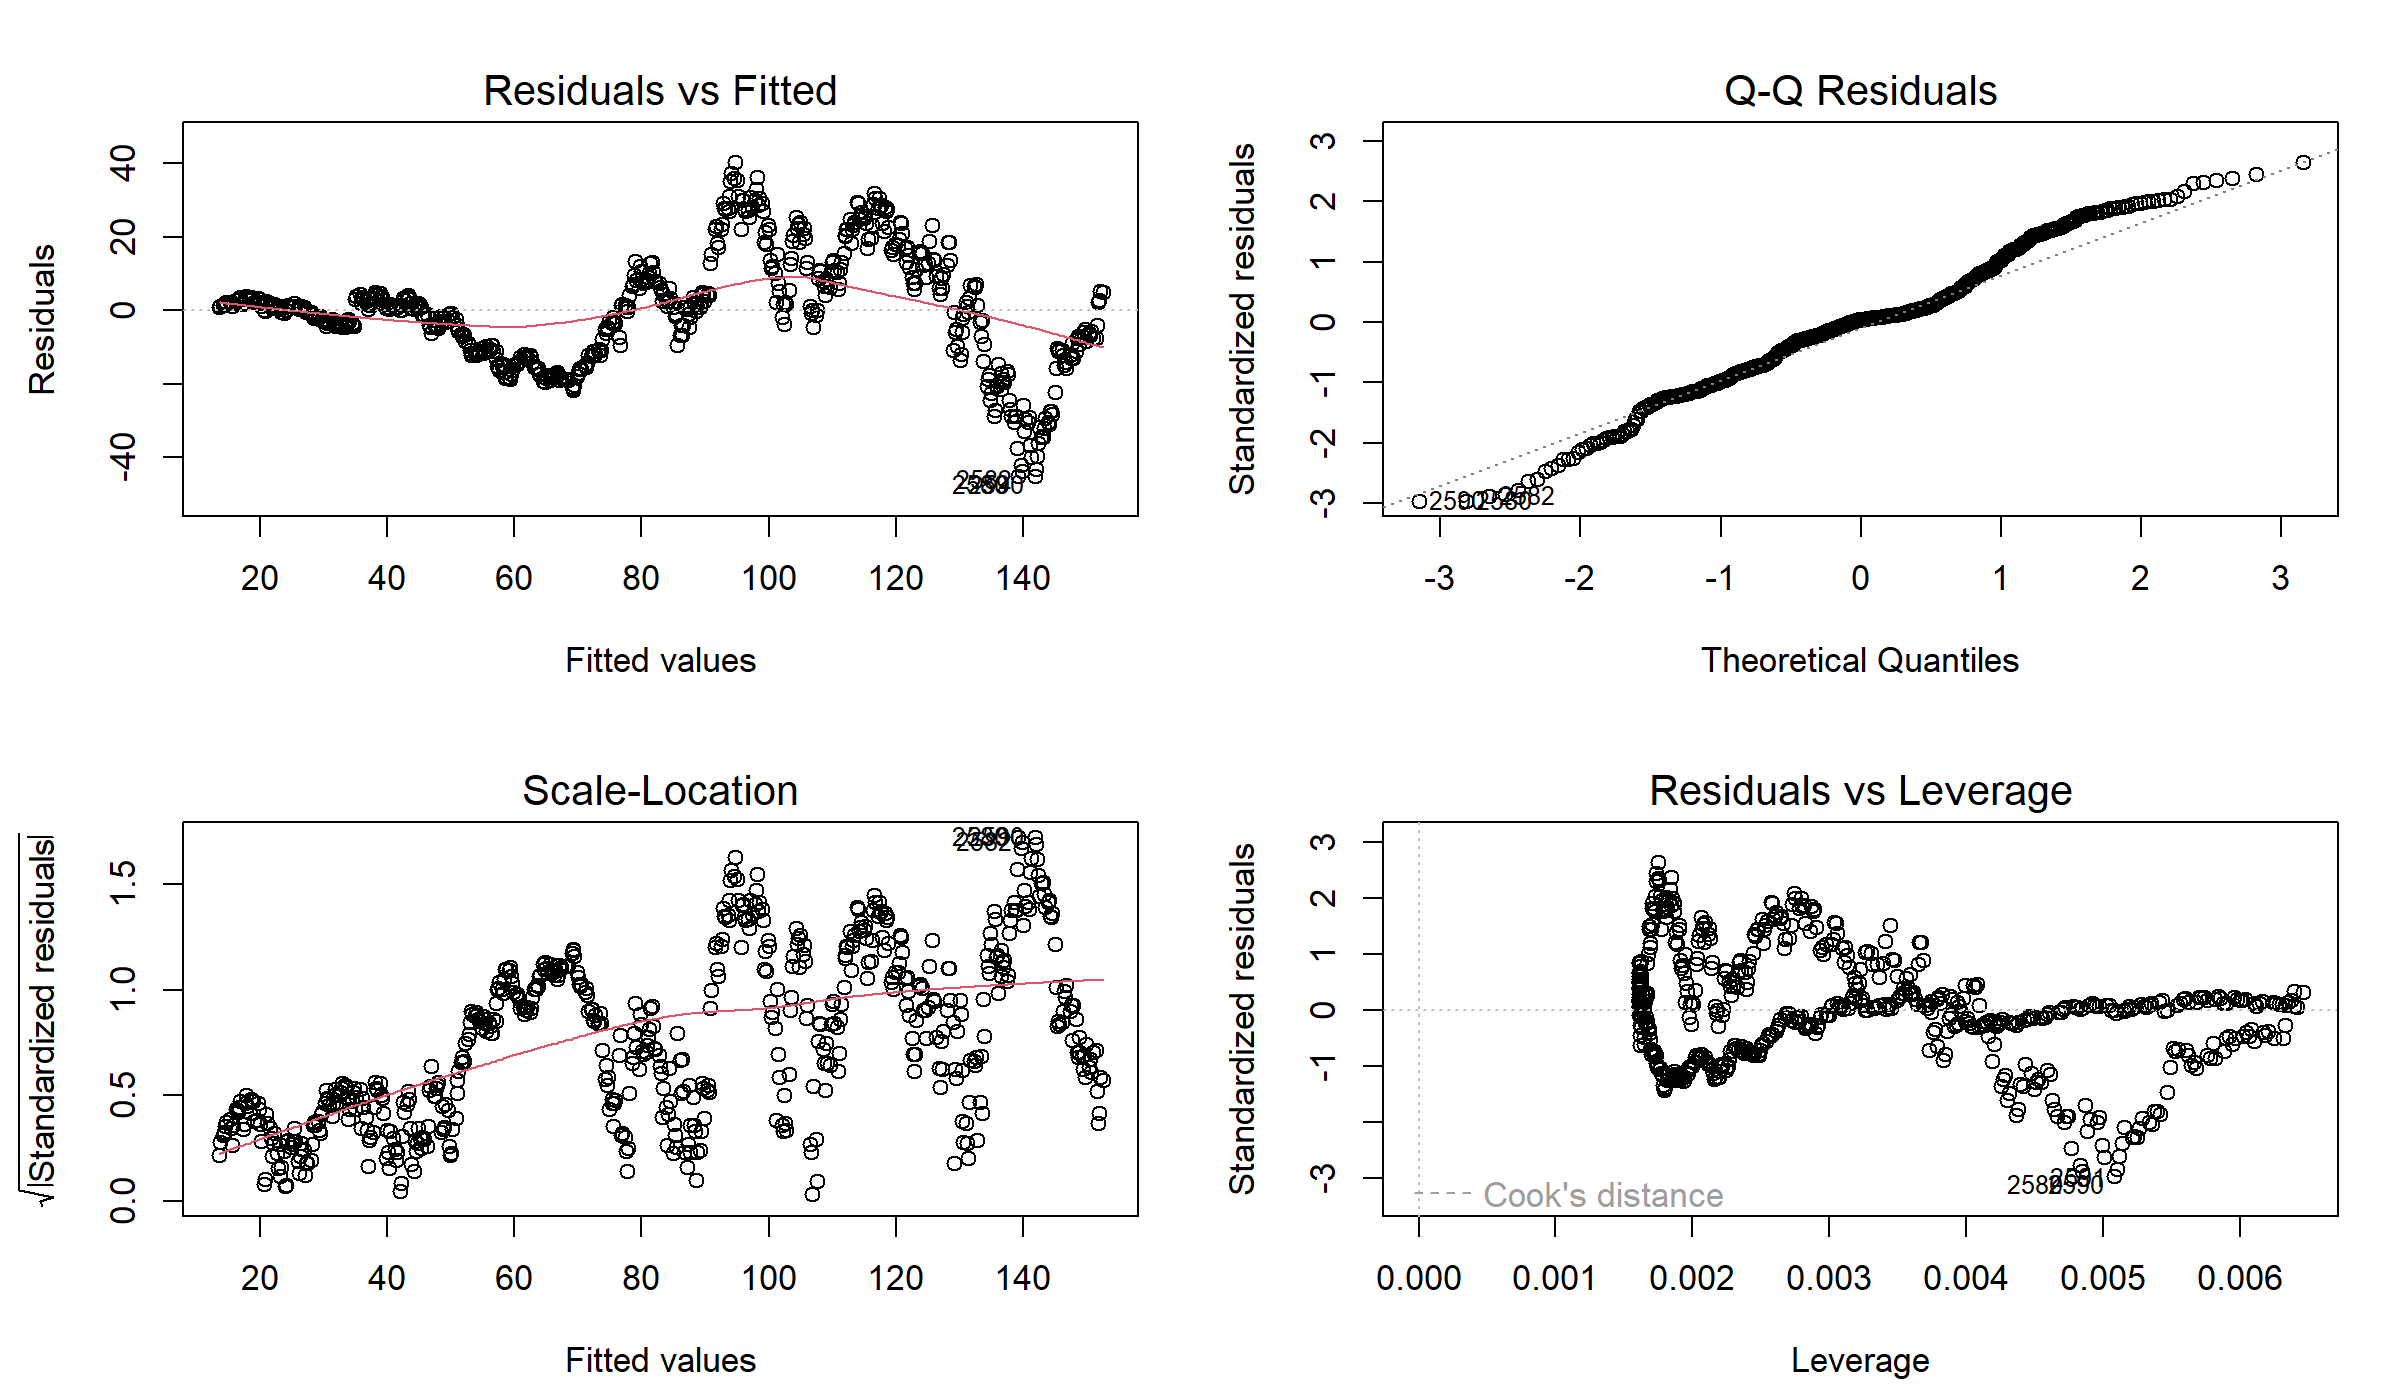 Residuals vs Fitted
Residuals
40
20
0
-40
20 40 60 80 100 120 140
Fitted values
Q-Q Residuals
Standardized residuals
3
2
1
0
-1
-2
-3
2590
2580
2582
-3 -2 -1 0 1 2 3
Theoretical Quantiles
Scale-Location
√|Standardized residuals|
1.5
1.0
0.5
0.0
20 40 60 80 100 120 140
Fitted values
Residuals vs Leverage
Standardized residuals
3
2
1
0
-1
-3
2591
2590
Cook's distance
0.000 0.001 0.002 0.003 0.004 0.005 0.006
Leverage